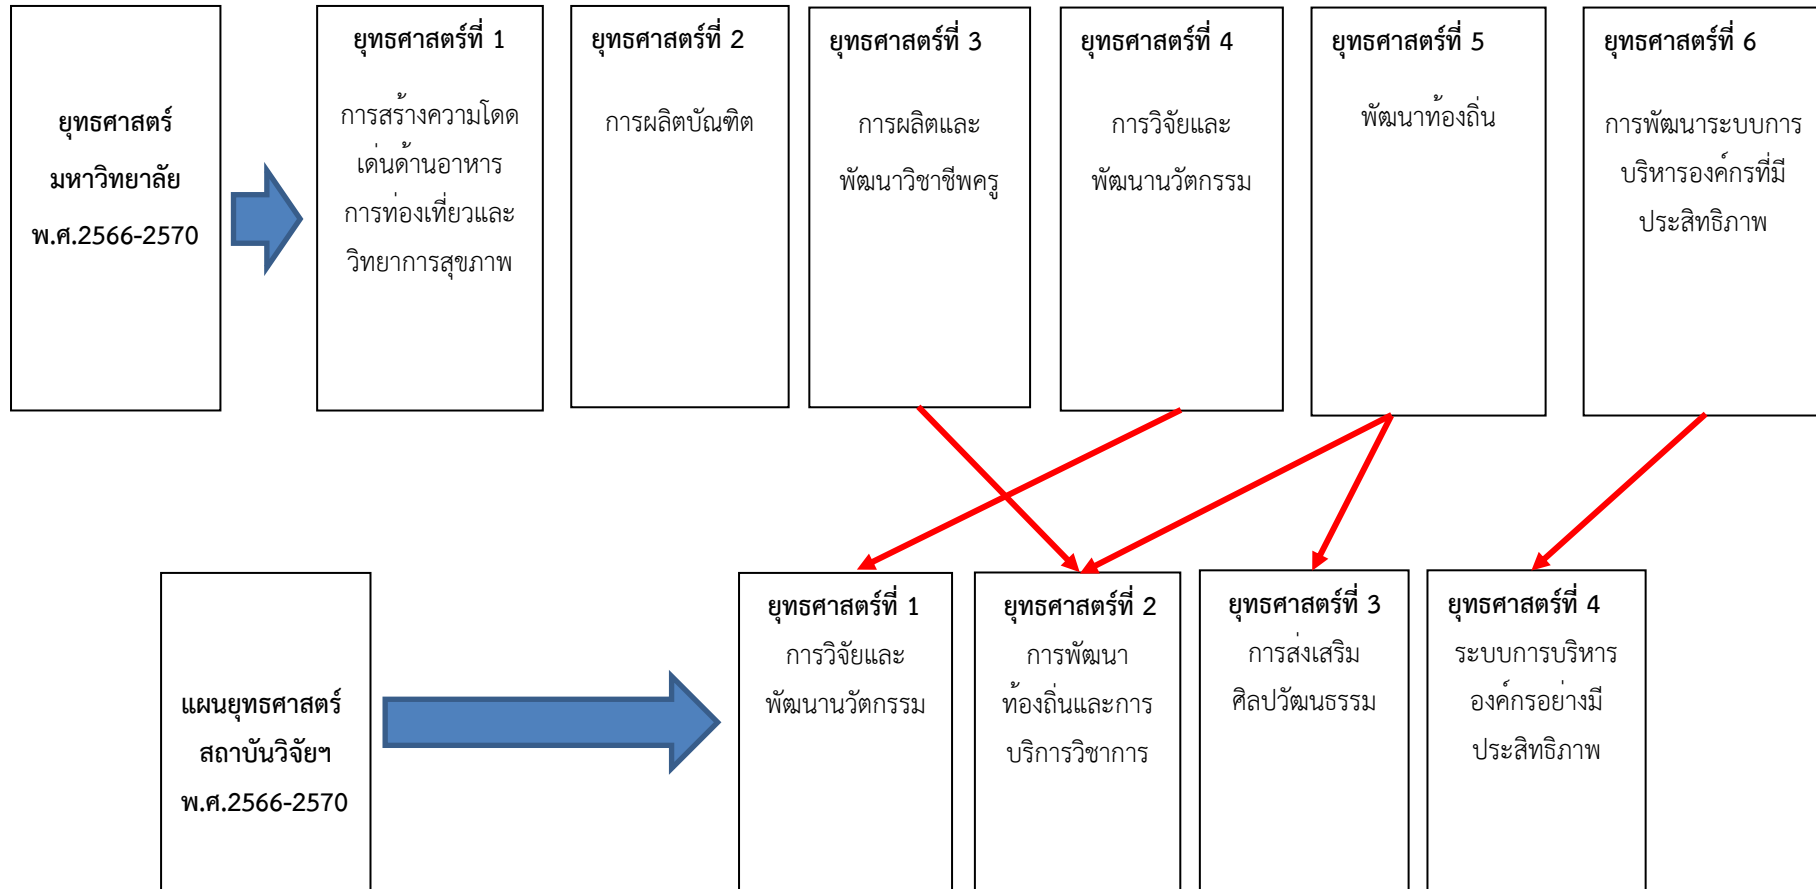 ยุทธศาสตร์
มหาวิทยาลัย
พ.ศ.2566-2570
ยุทธศาสตร์ที่ 1
การสร้างความโดด
เด่นด้านอาหาร
การท่องเที่ยวและ
วิทยาการสุขภาพ
ยุทธศาสตร์ที่ 2
การผลิตบัณฑิต
ยุทธศาสตร์ที่ 3
การผลิตและ
พัฒนาวิชาชีพครู
ยุทธศาสตร์ที่ 4
การวิจัยและ
พัฒนานวัตกรรม
ยุทธศาสตร์ที่ 5
พัฒนาท้องถิ่น
ยุทธศาสตร์ที่ 6
การพัฒนาระบบการ
บริหารองค์กรที่มี
ประสิทธิภาพ
แผนยุทธศาสตร์
สถาบันวิจัยฯ
พ.ศ.2566-2570
ยุทธศาสตร์ที่ 1
การวิจัยและ
พัฒนานวัตกรรม
ยุทธศาสตร์ที่ 2
การพัฒนา
ท้องถิ่นและการ
บริการวิชาการ
ยุทธศาสตร์ที่ 3
การส่งเสริม
ศิลปวัฒนธรรม
ยุทธศาสตร์ที่ 4
ระบบการบริหาร
องค์กรอย่างมี
ประสิทธิภาพ